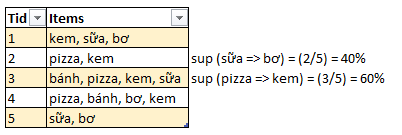 Tid Items
1 kem, sữa, bơ
2 pizza, kem sup (sữa => bơ) = (2/5) = 40%
3 bánh, pizza, kem, sữa sup (pizza => kem) = (3/5) = 60%
4 pizza, bánh, bơ, kem
5 sữa, bơ